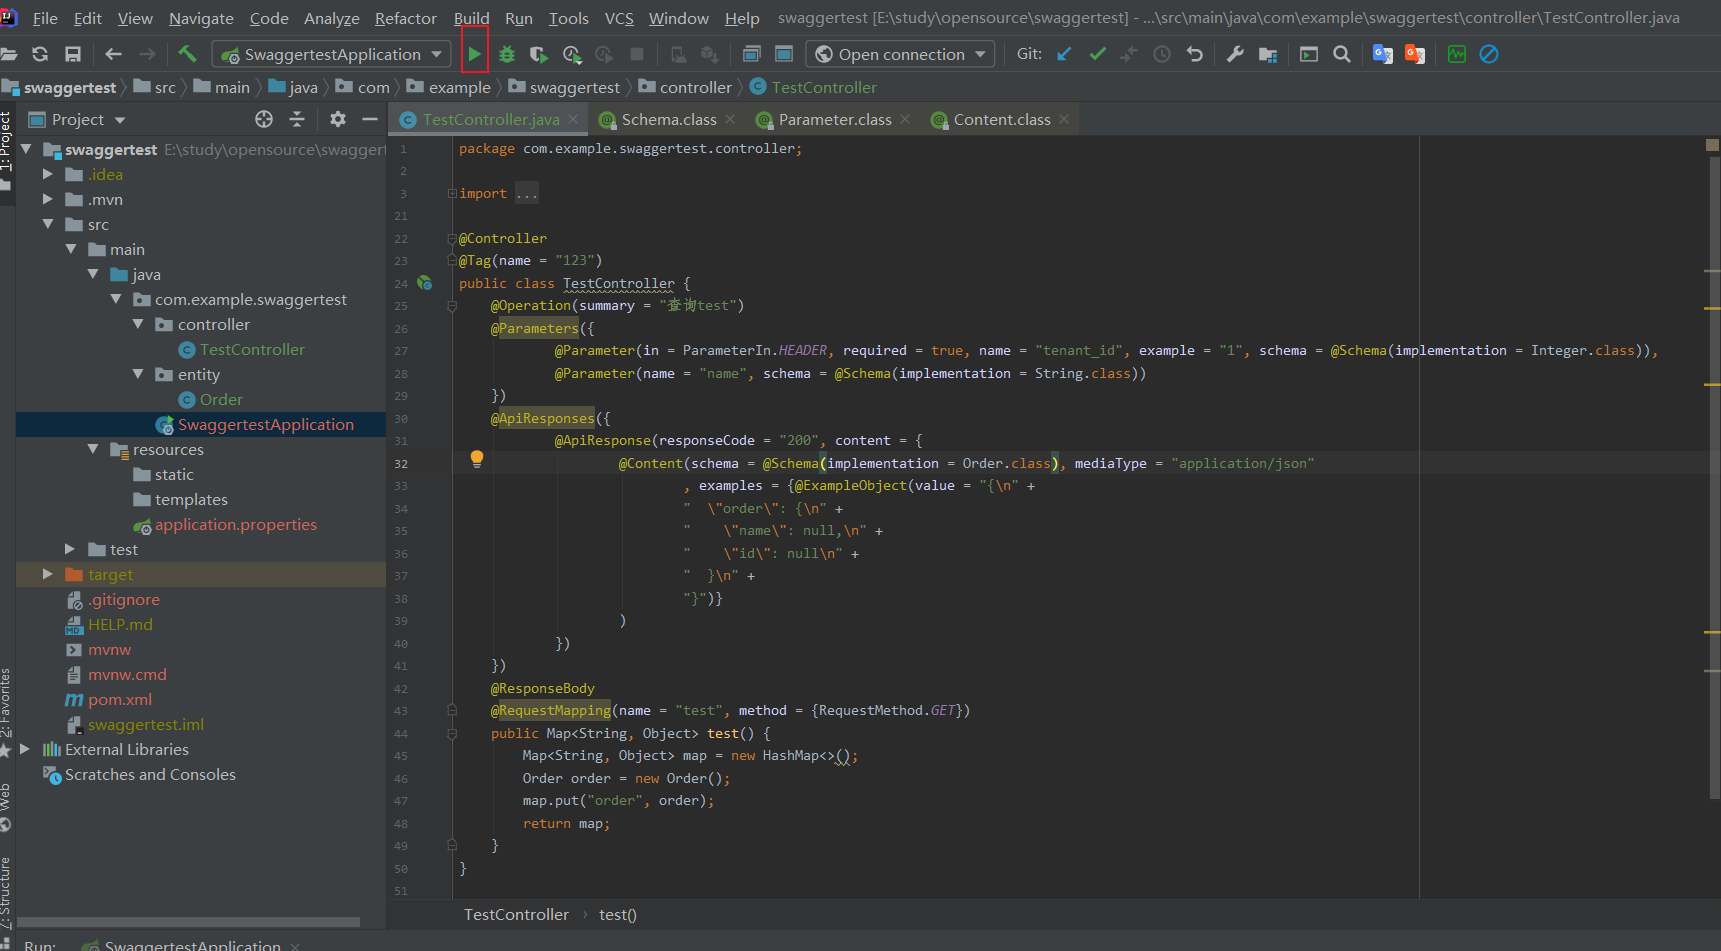 File Edit View Navigate Code Analyze Refactor Build Run Tools VCS Window Help swaggertest [E:\study\opensource\swaggertest] - ...\src\main\java\com\example\swaggertest\controller\TestController.java
SwaggertestApplication Open connection Git:
swaggertest src main java com example swaggertest controller TestController
Project
TestController.java Schema.class Parameter.class Content.class
1: Project
2: Favorites
Web
7: Structure
swaggertest E:\study\opensource\swagger
.idea
.mvn
src
main
java
com.example.swaggertest
controller
TestController
entity
Order
SwaggertestApplication
resources
static
templates
application.properties
test
target
.gitignore
HELP.md
mvnw
mvnw.cmd
pom.xml
swaggertest.iml
External Libraries
Scratches and Consoles
1 package com.example.swaggertest.controller;
2
3 import ...
21
22 @Controller
23 @Tag(name = "123")
24 public class TestController {
25 @Operation(summary = "查询test")
26 @Parameters({
27 @Parameter(in = ParameterIn.HEADER, required = true, name = "tenant_id", example = "1", schema = @Schema(implementation = Integer.class)),
28 @Parameter(name = "name", schema = @Schema(implementation = String.class))
29 })
30 @ApiResponses({
31 @ApiResponse(responseCode = "200", content = {
32 @Content(schema = @Schema(implementation = Order.class), mediaType = "application/json"
33 , examples = {@ExampleObject(value = "{\n" +
34 "  \"order\": {\n" +
35 "    \"name\": null,\n" +
36 "    \"id\": null\n" +
37 "  }\n" +
38 "}")}
39 )
40 })
41 })
42 @ResponseBody
43 @RequestMapping(name = "test", method = {RequestMethod.GET})
44 public Map<String, Object> test() {
45 Map<String, Object> map = new HashMap<>();
46 Order order = new Order();
47 map.put("order", order);
48 return map;
49 }
50 }
51
TestController › test()
Run: SwaggertestApplication